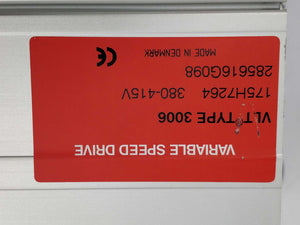 VARIABLE SPEED DRIVE
VLT TYPE 3006
175H7264 380-415V
285616G098
MADE IN DENMARK
CE